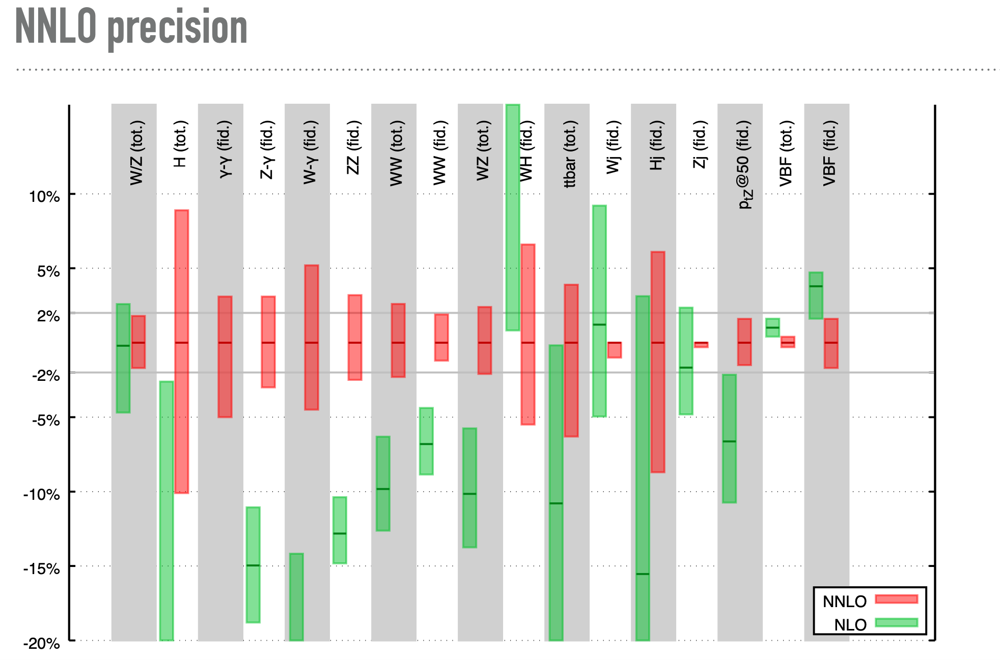 NNLO precision
W/Z (tot.)
H (tot.)
γ-γ (fid.)
Z-γ (fid.)
W-γ (fid.)
ZZ (fid.)
WW (tot.)
WW (fid.)
WZ (tot.)
WH (fid.)
ttbar (tot.)
Wj (fid.)
Hj (fid.)
Zj (fid.)
ptZ@50 (fid.)
VBF (tot.)
VBF (fid.)
10%
5%
2%
-2%
-5%
-10%
-15%
-20%
NNLO
NLO